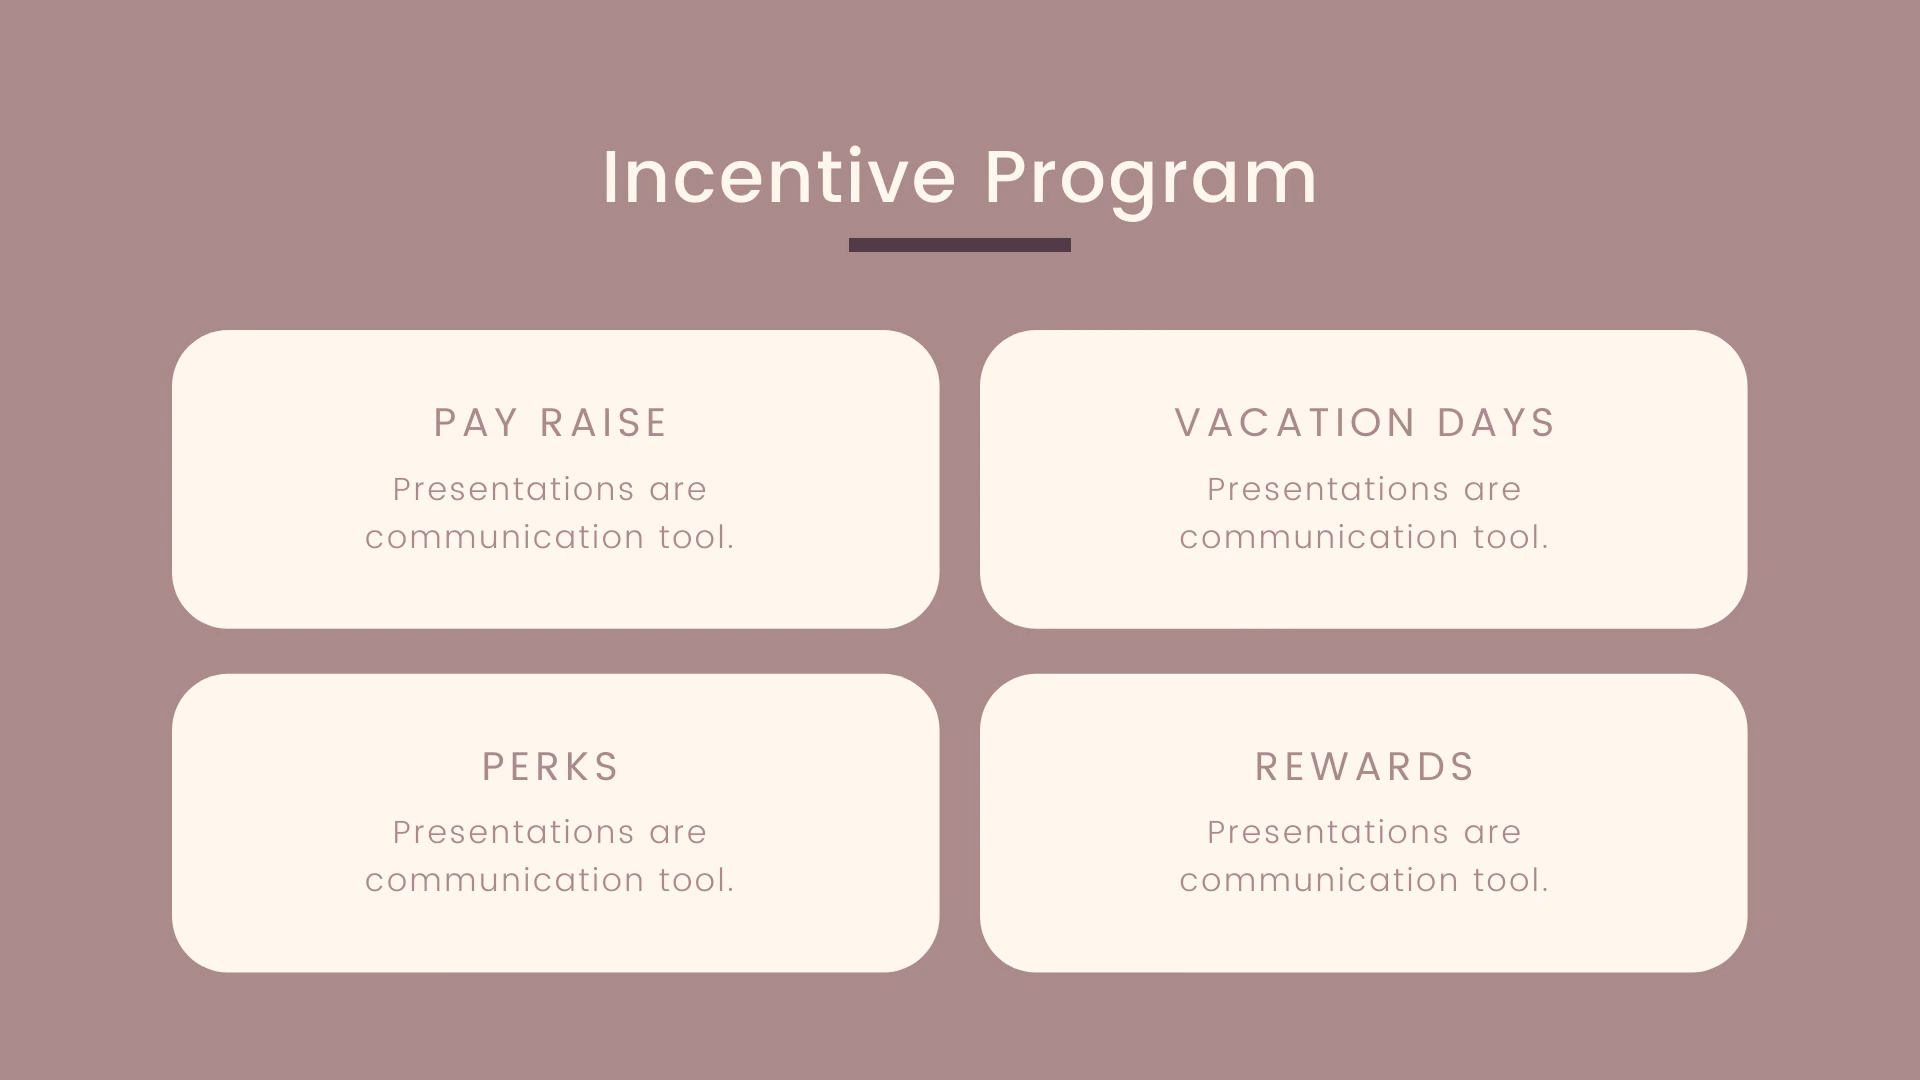 Incentive Program
PAY RAISE
Presentations are
communication tool.
VACATION DAYS
Presentations are
communication tool.
PERKS
Presentations are
communication tool.
REWARDS
Presentations are
communication tool.